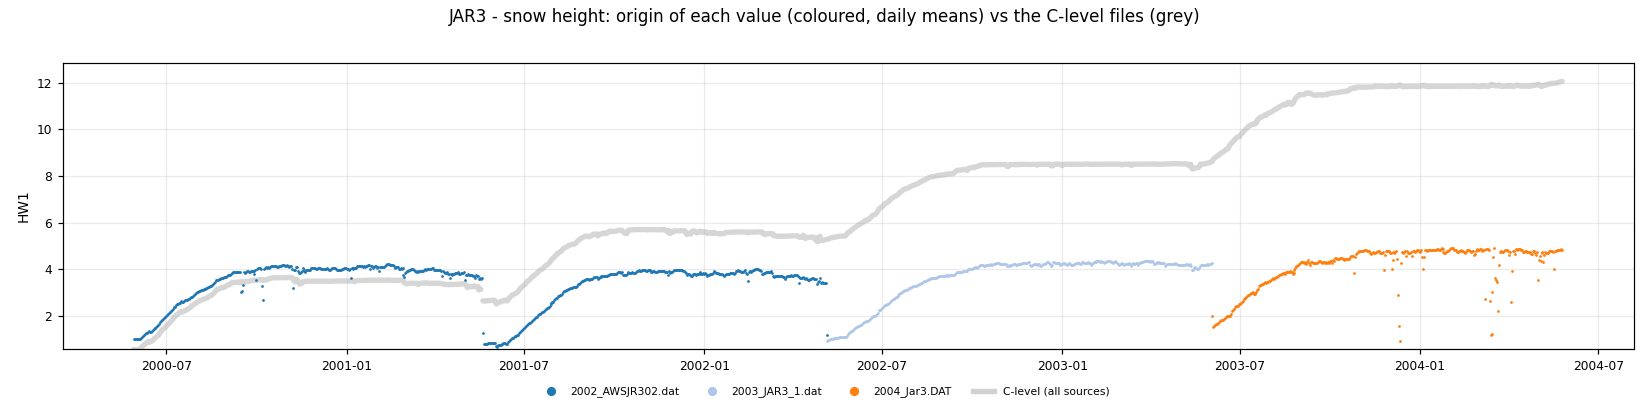 JAR3 - snow height: origin of each value (coloured, daily means) vs the C-level files (grey)
HW1
12
10
8
6
4
2
2000-07 2001-01 2001-07 2002-01 2002-07 2003-01 2003-07 2004-01 2004-07
2002_AWSJR302.dat 2003_JAR3_1.dat 2004_Jar3.DAT C-level (all sources)